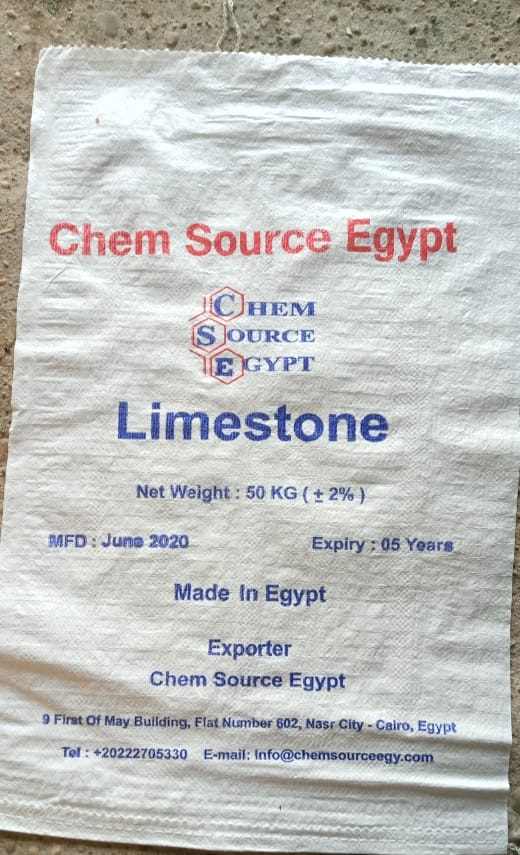 Chem Source Egypt
CHEM
SOURCE
EGYPT
Limestone
Net Weight : 50 KG ( ± 2% )
MFD : June 2020 Expiry : 05 Years
Made In Egypt
Exporter
Chem Source Egypt
9 First Of May Building, Flat Number 602, Nasr City - Cairo, Egypt
Tel : +20222705330 E-mail: Info@chemsourceegy.com